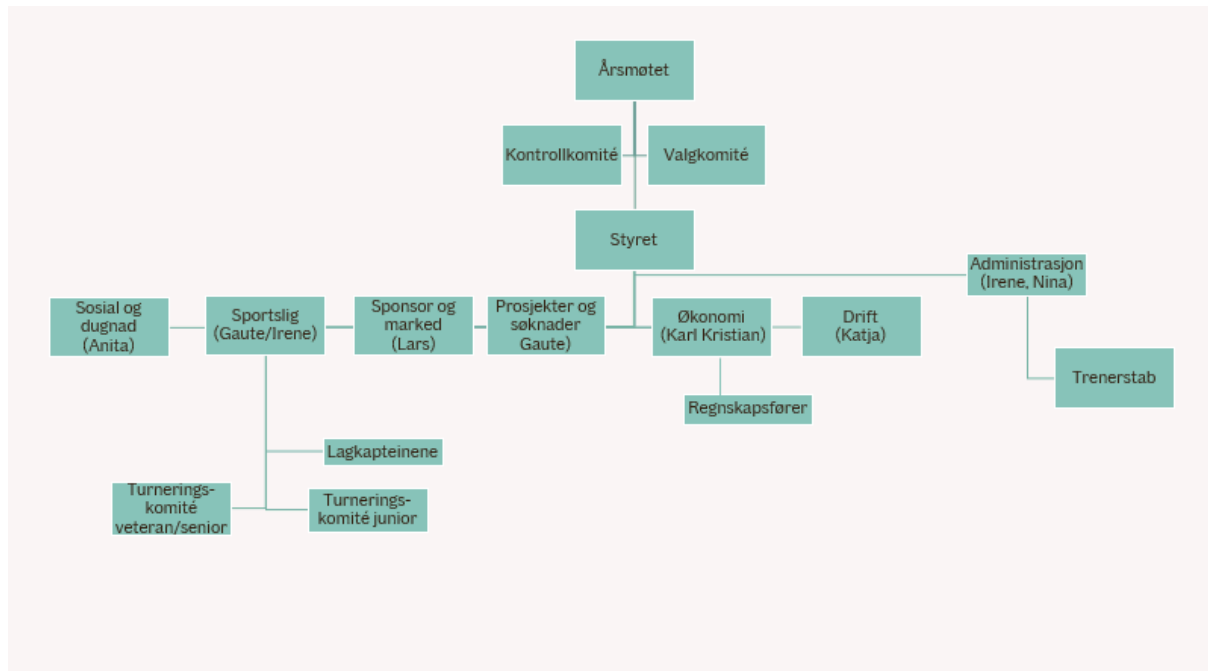 Årsmøtet
Kontrollkomité
Valgkomité
Styret
Administrasjon
(Irene, Nina)
Sosial og
dugnad
(Anita)
Sportslig
(Gaute/Irene)
Sponsor og
marked
(Lars)
Prosjekter og
søknader
Gaute)
Økonomi
(Karl Kristian)
Drift
(Katja)
Trenerstab
Regnskapsfører
Lagkapteinene
Turnerings-
komité
veteran/senior
Turnerings-
komité junior